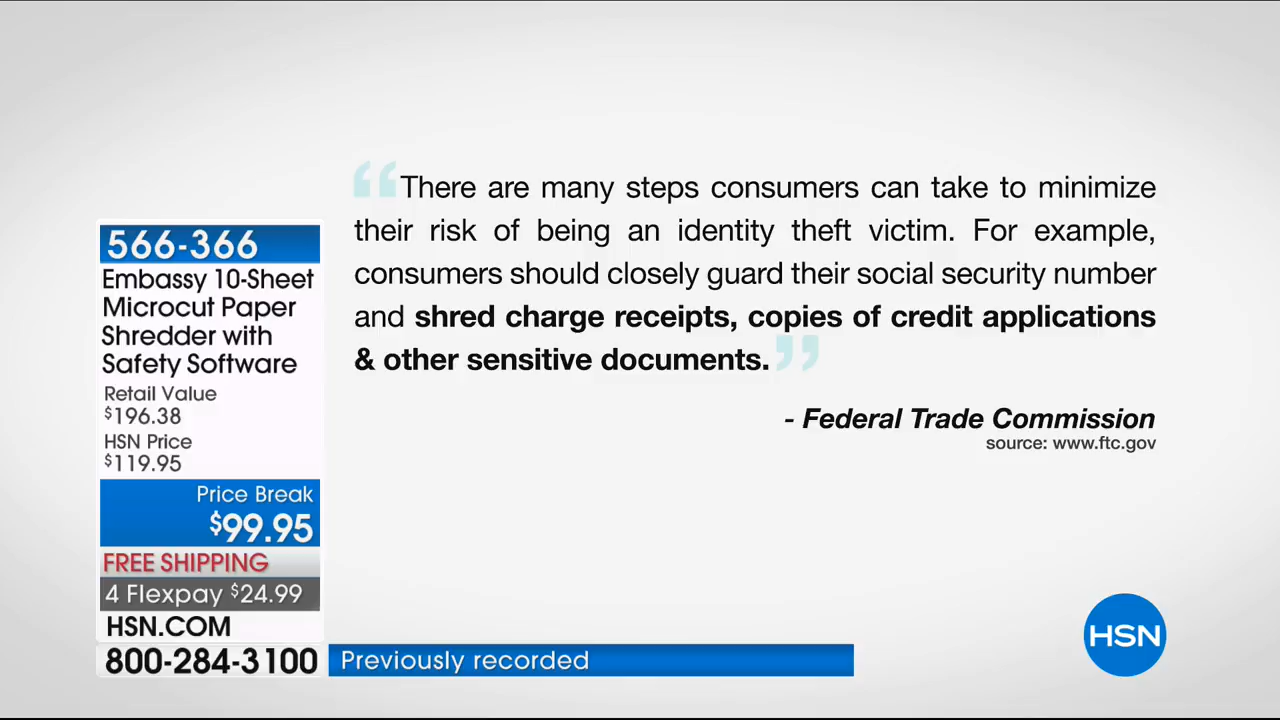 566-366
Embassy 10-Sheet
Microcut Paper
Shredder with
Safety Software
Retail Value
$196.38
HSN Price
$119.95
Price Break
$99.95
FREE SHIPPING
4 Flexpay $24.99
HSN.COM
800-284-3100
Previously recorded
“There are many steps consumers can take to minimize
their risk of being an identity theft victim. For example,
consumers should closely guard their social security number
and shred charge receipts, copies of credit applications
& other sensitive documents.”
- Federal Trade Commission
source: www.ftc.gov
HSN